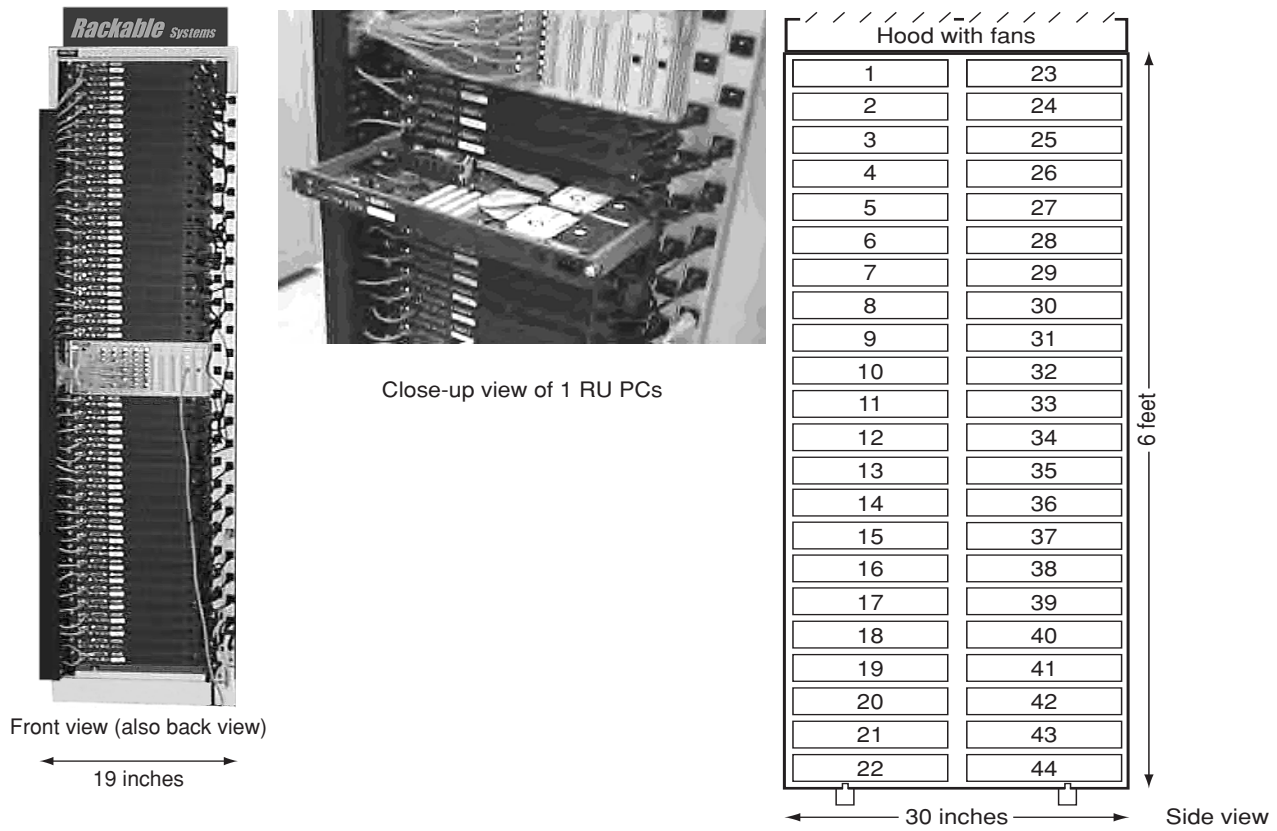 Rackable Systems
Front view (also back view)
19 inches
Close-up view of 1 RU PCs
Hood with fans
1 23
2 24
3 25
4 26
5 27
6 28
7 29
8 30
9 31
10 32
11 33
12 34
13 35
14 36
15 37
16 38
17 39
18 40
19 41
20 42
21 43
22 44
6 feet
30 inches
Side view